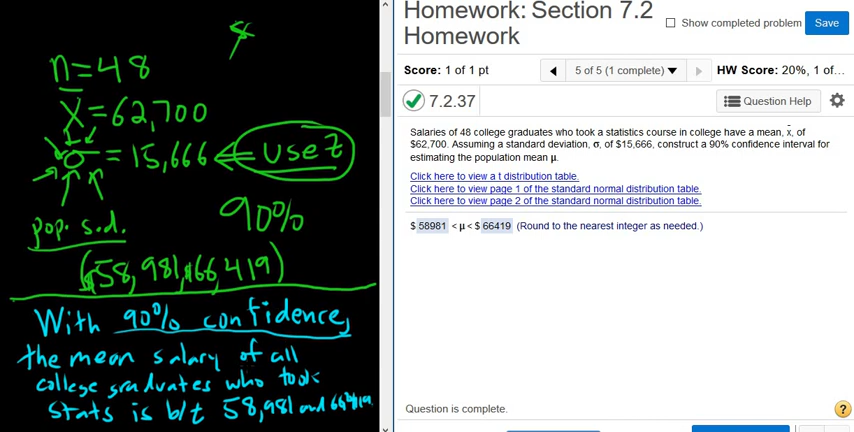 n=48
x̄=62,700
σ=15,666 ← use z
90%
pop. s.d.
($58,981,$66,419)
With 90% confidence,
the mean salary of all
college graduates who took
stats is b/t 58,981 and 66,419.
Homework: Section 7.2
Homework
Show completed problem
Save
Score: 1 of 1 pt
5 of 5 (1 complete)
HW Score: 20%, 1 of...
7.2.37
Question Help
Salaries of 48 college graduates who took a statistics course in college have a mean, x̄, of
$62,700. Assuming a standard deviation, σ, of $15,666, construct a 90% confidence interval for
estimating the population mean μ.
Click here to view a t distribution table.
Click here to view page 1 of the standard normal distribution table.
Click here to view page 2 of the standard normal distribution table.
$ 58981 < μ < $ 66419 (Round to the nearest integer as needed.)
Question is complete.
?